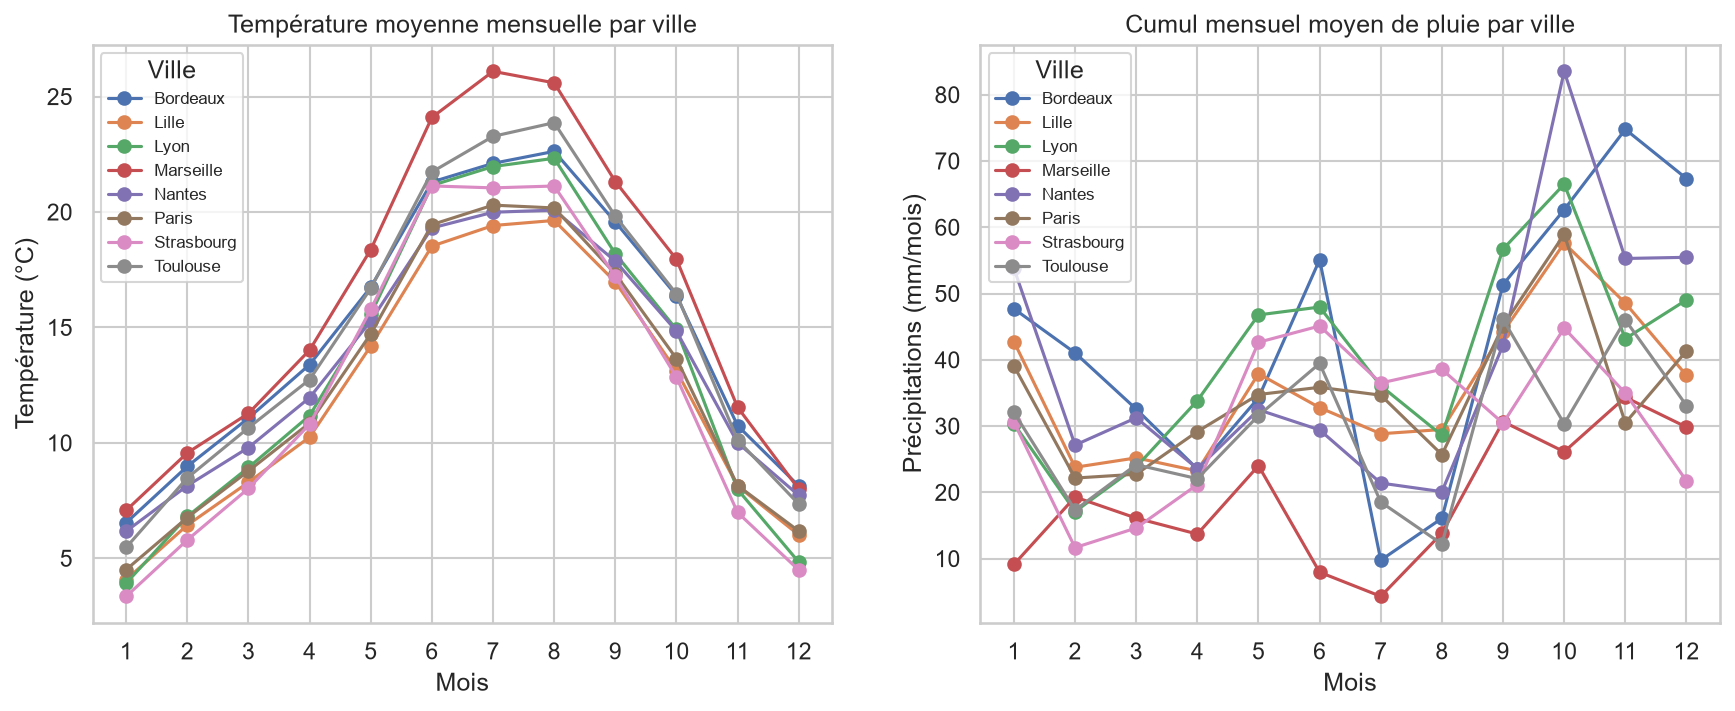 Température moyenne mensuelle par ville
Température (°C)
25
20
15
10
5
Ville
Bordeaux
Lille
Lyon
Marseille
Nantes
Paris
Strasbourg
Toulouse
1 2 3 4 5 6 7 8 9 10 11 12
Mois
Cumul mensuel moyen de pluie par ville
Précipitations (mm/mois)
80
70
60
50
40
30
20
10
Ville
Bordeaux
Lille
Lyon
Marseille
Nantes
Paris
Strasbourg
Toulouse
1 2 3 4 5 6 7 8 9 10 11 12
Mois